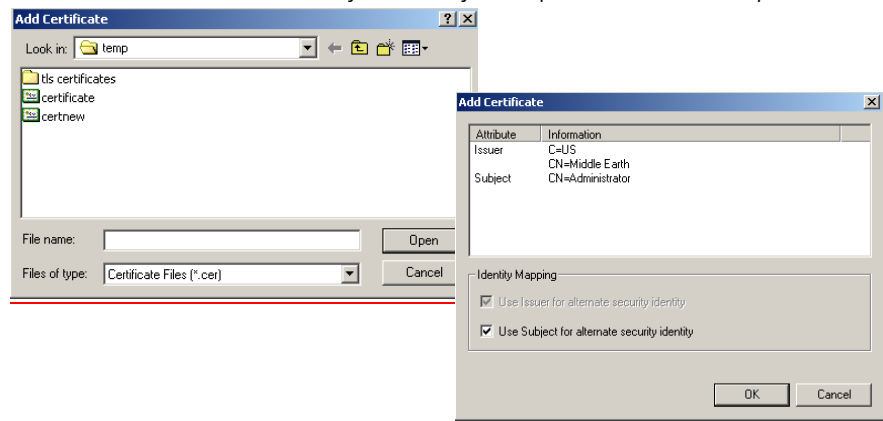 Add Certificate
Look in: temp
tls certificates
certificate
certnew
File name:
Open
Files of type: Certificate Files (*.cer)
Cancel
Add Certificate
Attribute Information
Issuer C=US
CN=Middle Earth
Subject CN=Administrator
Identity Mapping
Use Issuer for alternate security identity
Use Subject for alternate security identity
OK Cancel